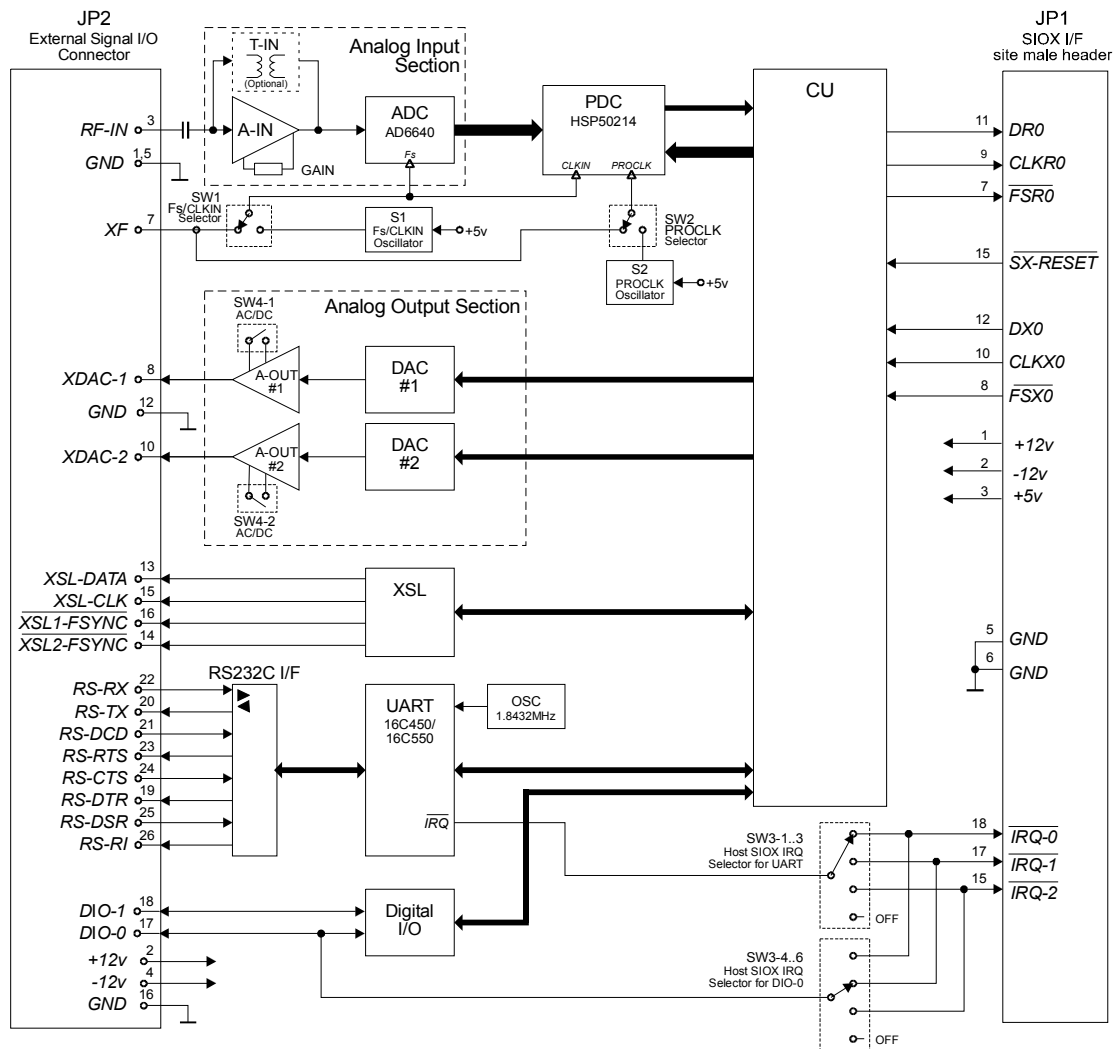 JP2
External Signal I/O
Connector
JP1
SIOX I/F
site male header
T-IN
(Optional)
Analog Input
Section
A-IN
GAIN
ADC
AD6640
Fs
PDC
HSP50214
CLKIN
PROCLK
CU
RF-IN
3
GND
1,5
XF
7
SW1
Fs/CLKIN
Selector
S1
Fs/CLKIN
Oscillator
+5v
SW2
PROCLK
Selector
S2
PROCLK
Oscillator
+5v
11
DR0
9
CLKR0
7
FSR0
15
SX-RESET
12
DX0
10
CLKX0
8
FSX0
1
+12v
2
-12v
3
+5v
5
GND
6
GND
Analog Output Section
SW4-1
AC/DC
A-OUT
#1
DAC
#1
XDAC-1
8
GND
12
XDAC-2
10
A-OUT
#2
DAC
#2
SW4-2
AC/DC
XSL-DATA
13
XSL-CLK
15
XSL1-FSYNC
16
XSL2-FSYNC
14
XSL
RS232C I/F
RS-RX
22
RS-TX
20
RS-DCD
21
RS-RTS
23
RS-CTS
24
RS-DTR
19
RS-DSR
25
RS-RI
26
UART
16C450/
16C550
IRQ
OSC
1.8432MHz
SW3-1..3
Host SIOX IRQ
Selector for UART
OFF
18
IRQ-0
17
IRQ-1
15
IRQ-2
DIO-1
18
DIO-0
17
Digital
I/O
+12v
2
-12v
4
GND
16
SW3-4..6
Host SIOX IRQ
Selector for DIO-0
OFF